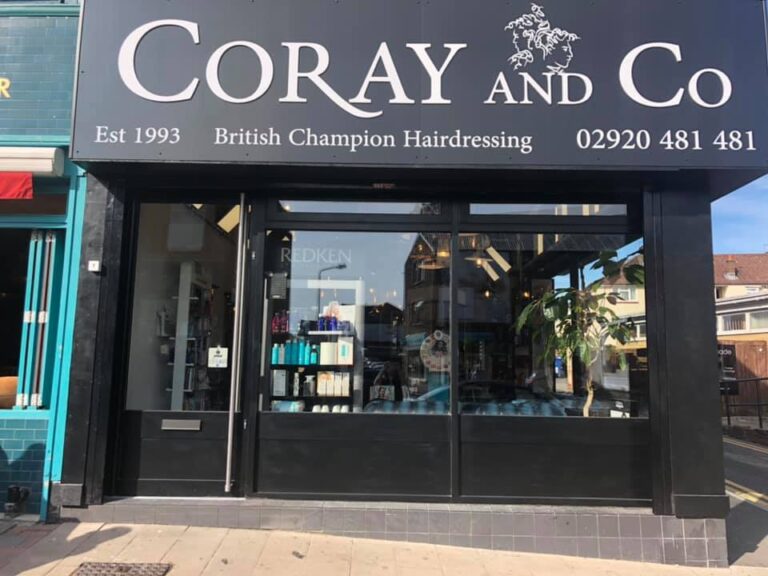 CORAY AND CO
Est 1993 British Champion Hairdressing 02920 481 481
R
REDKEN